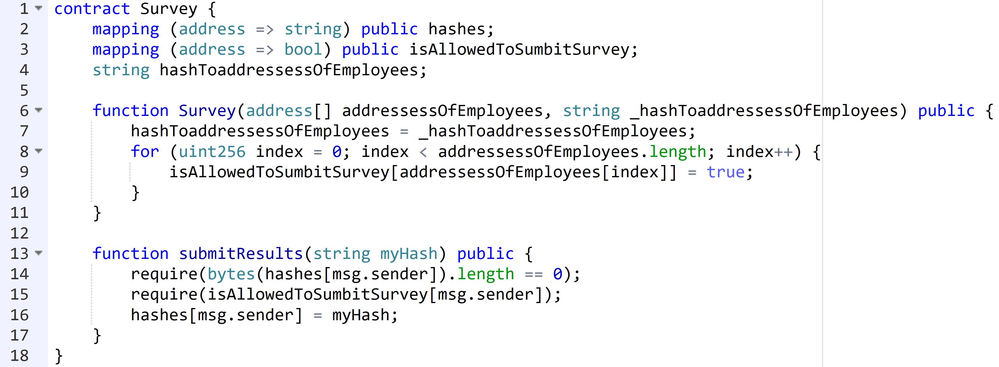 1 contract Survey {
2 mapping (address => string) public hashes;
3 mapping (address => bool) public isAllowedToSumbitSurvey;
4 string hashToaddressessOfEmployees;
5
6 function Survey(address[] addressessOfEmployees, string _hashToaddressessOfEmployees) public {
7 hashToaddressessOfEmployees = _hashToaddressessOfEmployees;
8 for (uint256 index = 0; index < addressessOfEmployees.length; index++) {
9 isAllowedToSumbitSurvey[addressessOfEmployees[index]] = true;
10 }
11 }
12
13 function submitResults(string myHash) public {
14 require(bytes(hashes[msg.sender]).length == 0);
15 require(isAllowedToSumbitSurvey[msg.sender]);
16 hashes[msg.sender] = myHash;
17 }
18 }